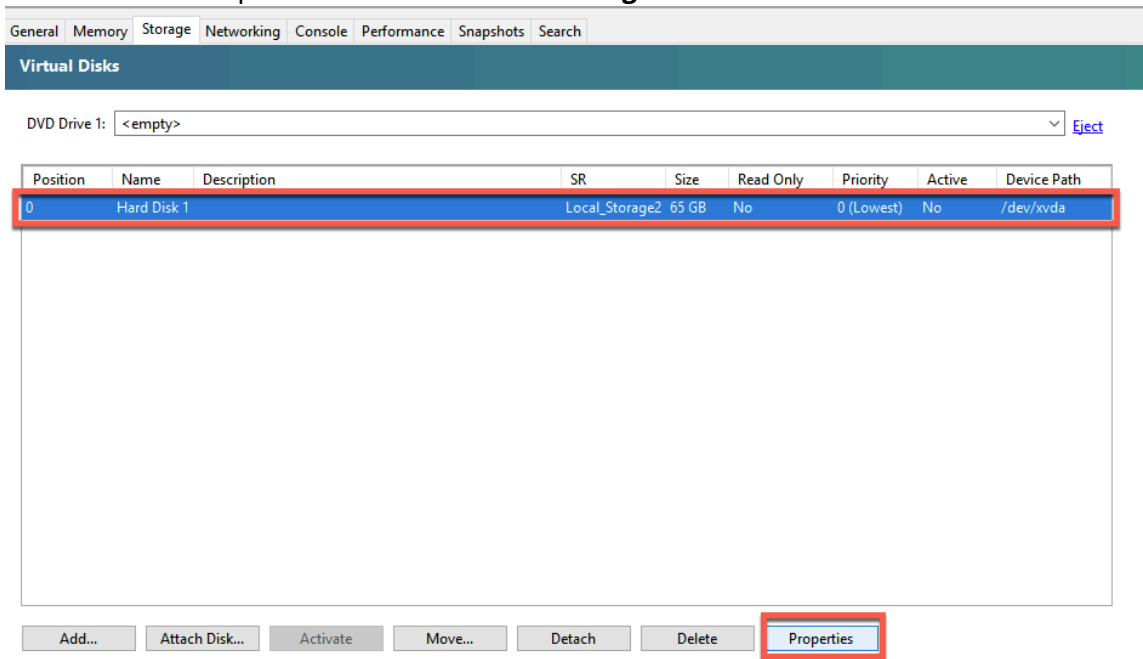 General Memory Storage Networking Console Performance Snapshots Search
Virtual Disks
DVD Drive 1: <empty> Eject
Position Name Description SR Size Read Only Priority Active Device Path
0 Hard Disk 1 Local_Storage2 65 GB No 0 (Lowest) No /dev/xvda
Add... Attach Disk... Activate Move... Detach Delete Properties